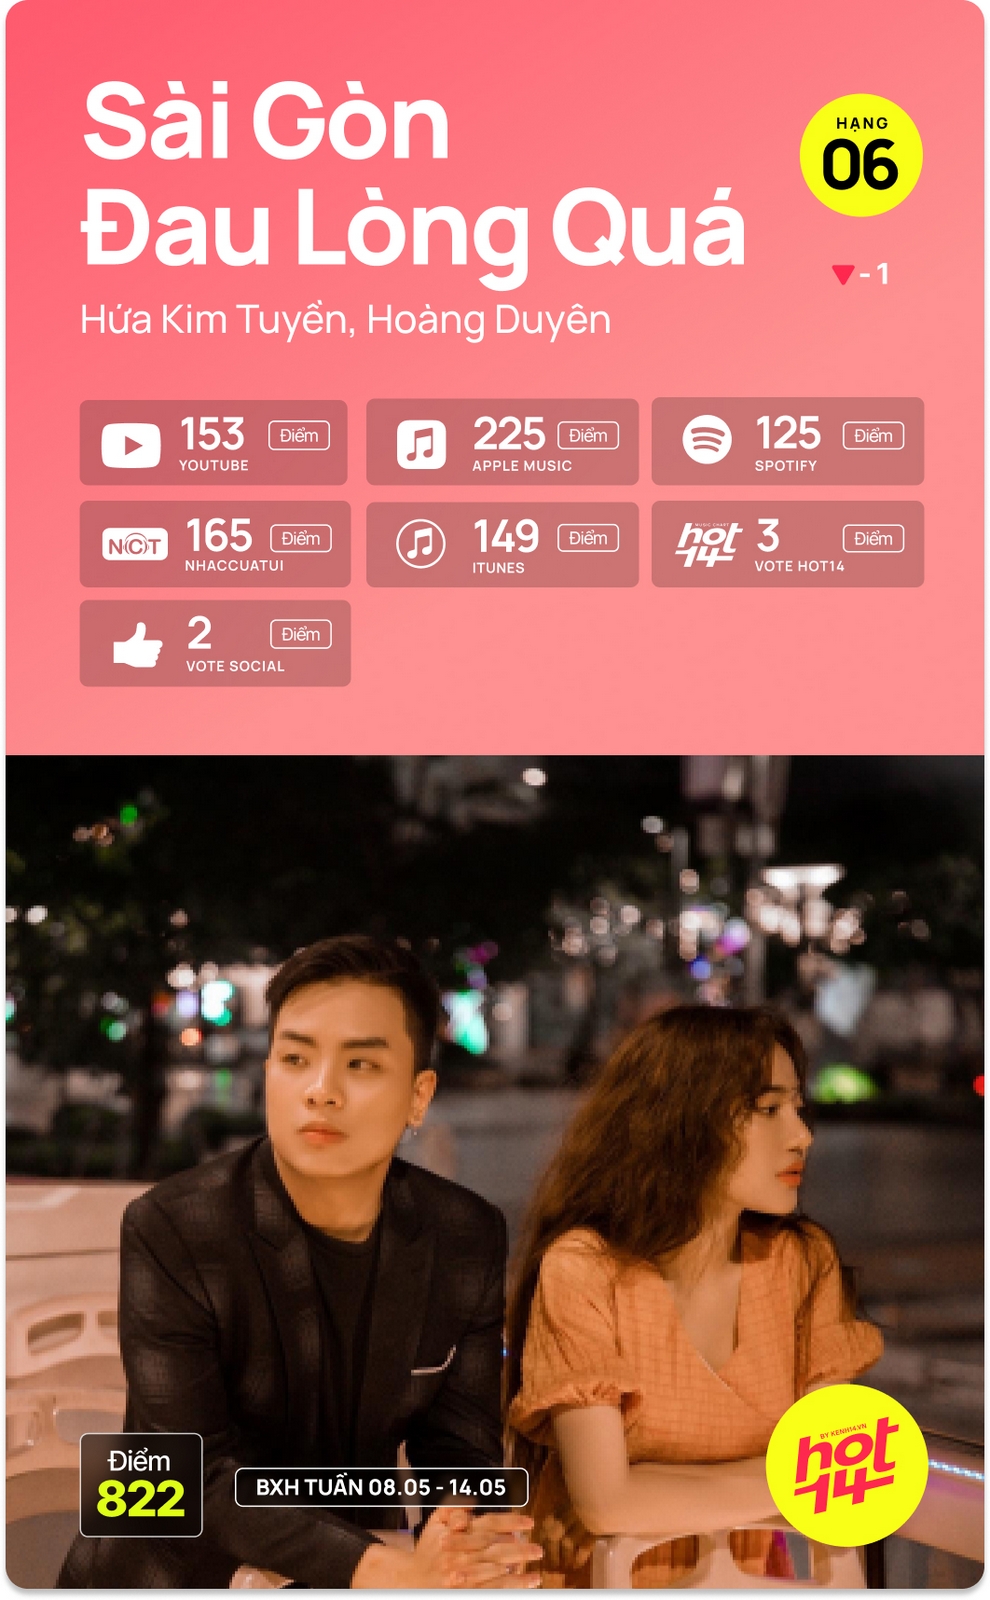 Sài Gòn
Đau Lòng Quá
Hứa Kim Tuyền, Hoàng Duyên
HẠNG
06
- 1
153 Điểm
YOUTUBE
225 Điểm
APPLE MUSIC
125 Điểm
SPOTIFY
NCT
165 Điểm
NHACCUATUI
149 Điểm
ITUNES
MUSIC CHART
hot
14
3 Điểm
VOTE HOT14
2 Điểm
VOTE SOCIAL
Điểm
822
BXH TUẦN 08.05 - 14.05
BY KENH14.VN
hot
14